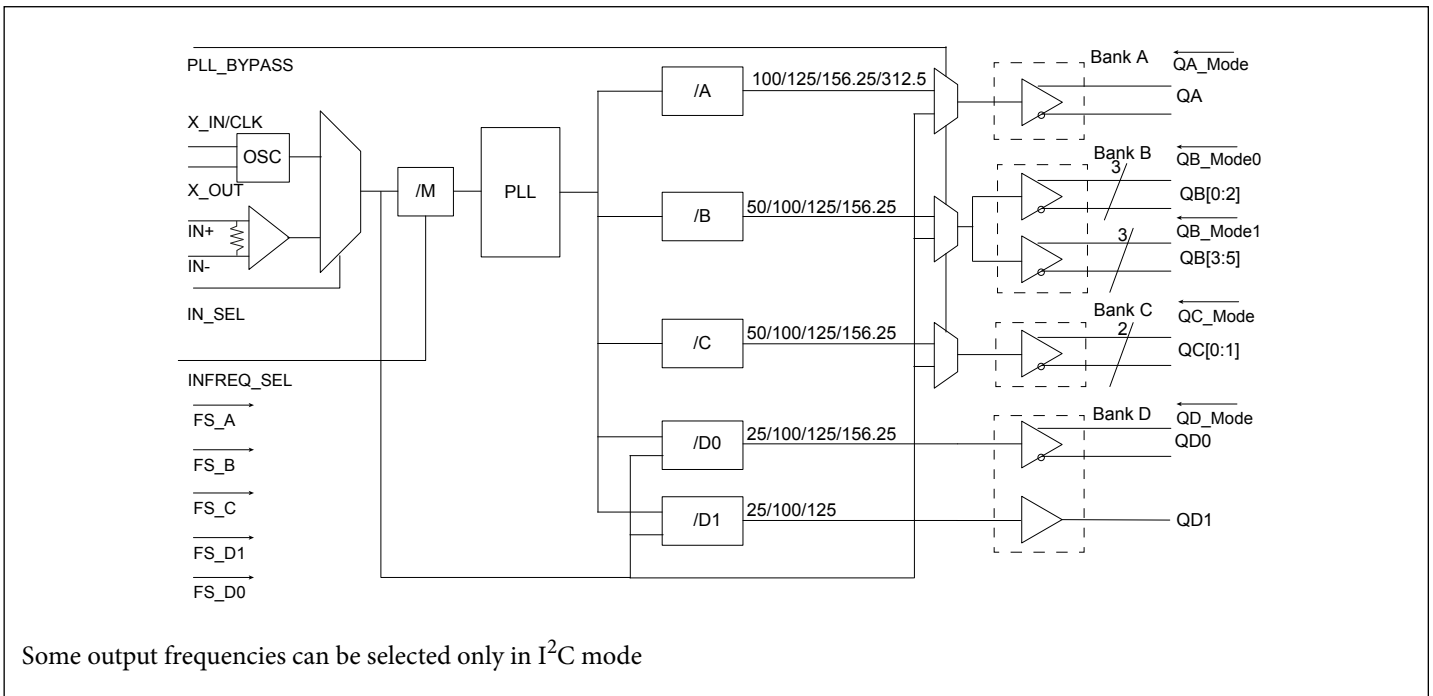 PLL_BYPASS
X_IN/CLK
OSC
X_OUT
IN+
IN-
IN_SEL
INFREQ_SEL
FS_A
FS_B
FS_C
FS_D1
FS_D0
/M
PLL
/A
100/125/156.25/312.5
/B
50/100/125/156.25
/C
50/100/125/156.25
/D0
25/100/125/156.25
/D1
25/100/125
Bank A
QA_Mode
QA
Bank B
QB_Mode0
3
QB[0:2]
QB_Mode1
3
QB[3:5]
Bank C
QC_Mode
2
QC[0:1]
Bank D
QD_Mode
QD0
QD1
Some output frequencies can be selected only in I²C mode